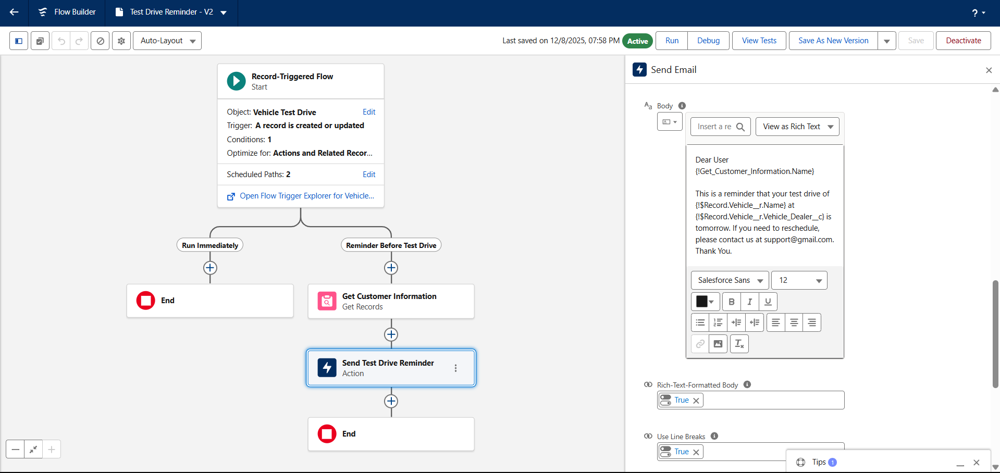 Flow Builder
Test Drive Reminder - V2
?
Auto-Layout
Last saved on 12/8/2025, 07:58 PM
Active
Run
Debug
View Tests
Save As New Version
Save
Deactivate
Record-Triggered Flow
Start
Object: Vehicle Test Drive
Edit
Trigger: A record is created or updated
Conditions: 1
Optimize for: Actions and Related Recor...
Scheduled Paths: 2
Edit
Open Flow Trigger Explorer for Vehicle...
Run Immediately
Reminder Before Test Drive
End
Get Customer Information
Get Records
Send Test Drive Reminder
Action
End
Send Email
Aa Body
Insert a re
View as Rich Text
Dear User
{!Get_Customer_Information.Name}
This is a reminder that your test drive of
{!$Record.Vehicle__r.Name} at
{!$Record.Vehicle__r.Vehicle_Dealer__c} is
tomorrow. If you need to reschedule,
please contact us at support@gmail.com.
Thank You.
Salesforce Sans
12
B
I
U
Rich-Text-Formatted Body
True
Use Line Breaks
True
Tips 1